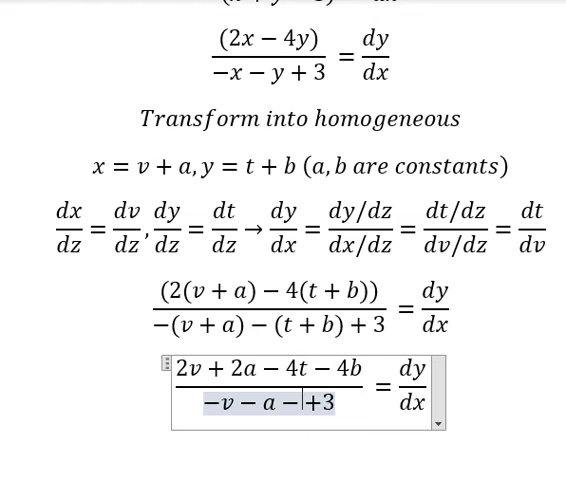 (2x − 4y)/(−x − y + 3) = dy/dx
Transform into homogeneous
x = v + a, y = t + b (a, b are constants)
dx/dz = dv/dz, dy/dz = dt/dz → dy/dx = (dy/dz)/(dx/dz) = (dt/dz)/(dv/dz) = dt/dv
(2(v + a) − 4(t + b))/(−(v + a) − (t + b) + 3) = dy/dx
(2v + 2a − 4t − 4b)/(−v − a − +3) = dy/dx